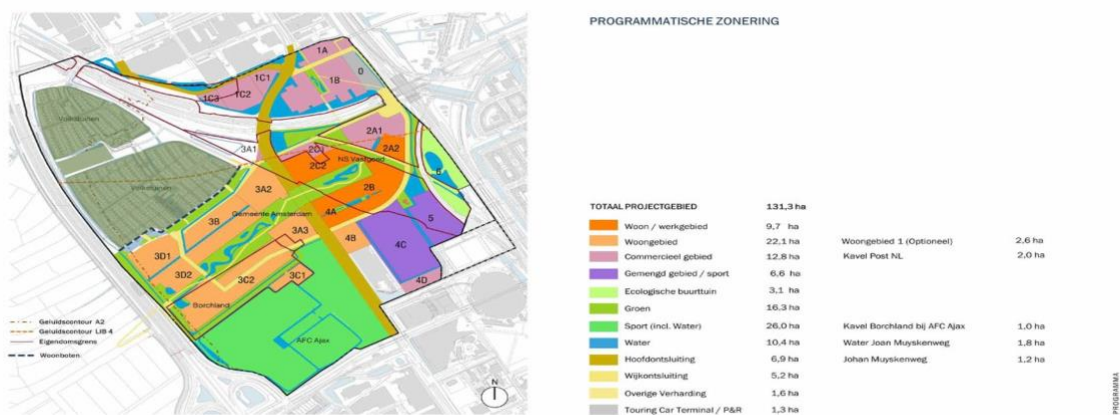 PROGRAMMATISCHE ZONERING
1A
0
1B
1C1
1C2
1C3
Volkstuinen
2A1
3A1
2C1
2A2
NS Vastgoed
2C2
6
Volkstuinen
3A2
2B
Gemeente Amsterdam
4A
3B
5
3A3
4B
4C
3D1
3D2
3C2
3C1
4D
Borchland
AFC Ajax
N
Geluidscontour A2
Geluidscontour LIB 4
Eigendomsgrens
Woonboten
TOTAAL PROJECTGEBIED 131,3 ha
Woon / werkgebied 9,7 ha
Woongebied 22,1 ha Woongebied 1 (Optioneel) 2,6 ha
Commercieel gebied 12,8 ha Kavel Post NL 2,0 ha
Gemengd gebied / sport 6,6 ha
Ecologische buurttuin 3,1 ha
Groen 16,3 ha
Sport (incl. Water) 26,0 ha Kavel Borchland bij AFC Ajax 1,0 ha
Water 10,4 ha Water Joan Muyskenweg 1,8 ha
Hoofdontsluiting 6,9 ha Johan Muyskenweg 1,2 ha
Wijkontsluiting 5,2 ha
Overige Verharding 1,6 ha
Touring Car Terminal / P&R 1,3 ha
PROGRAMMA